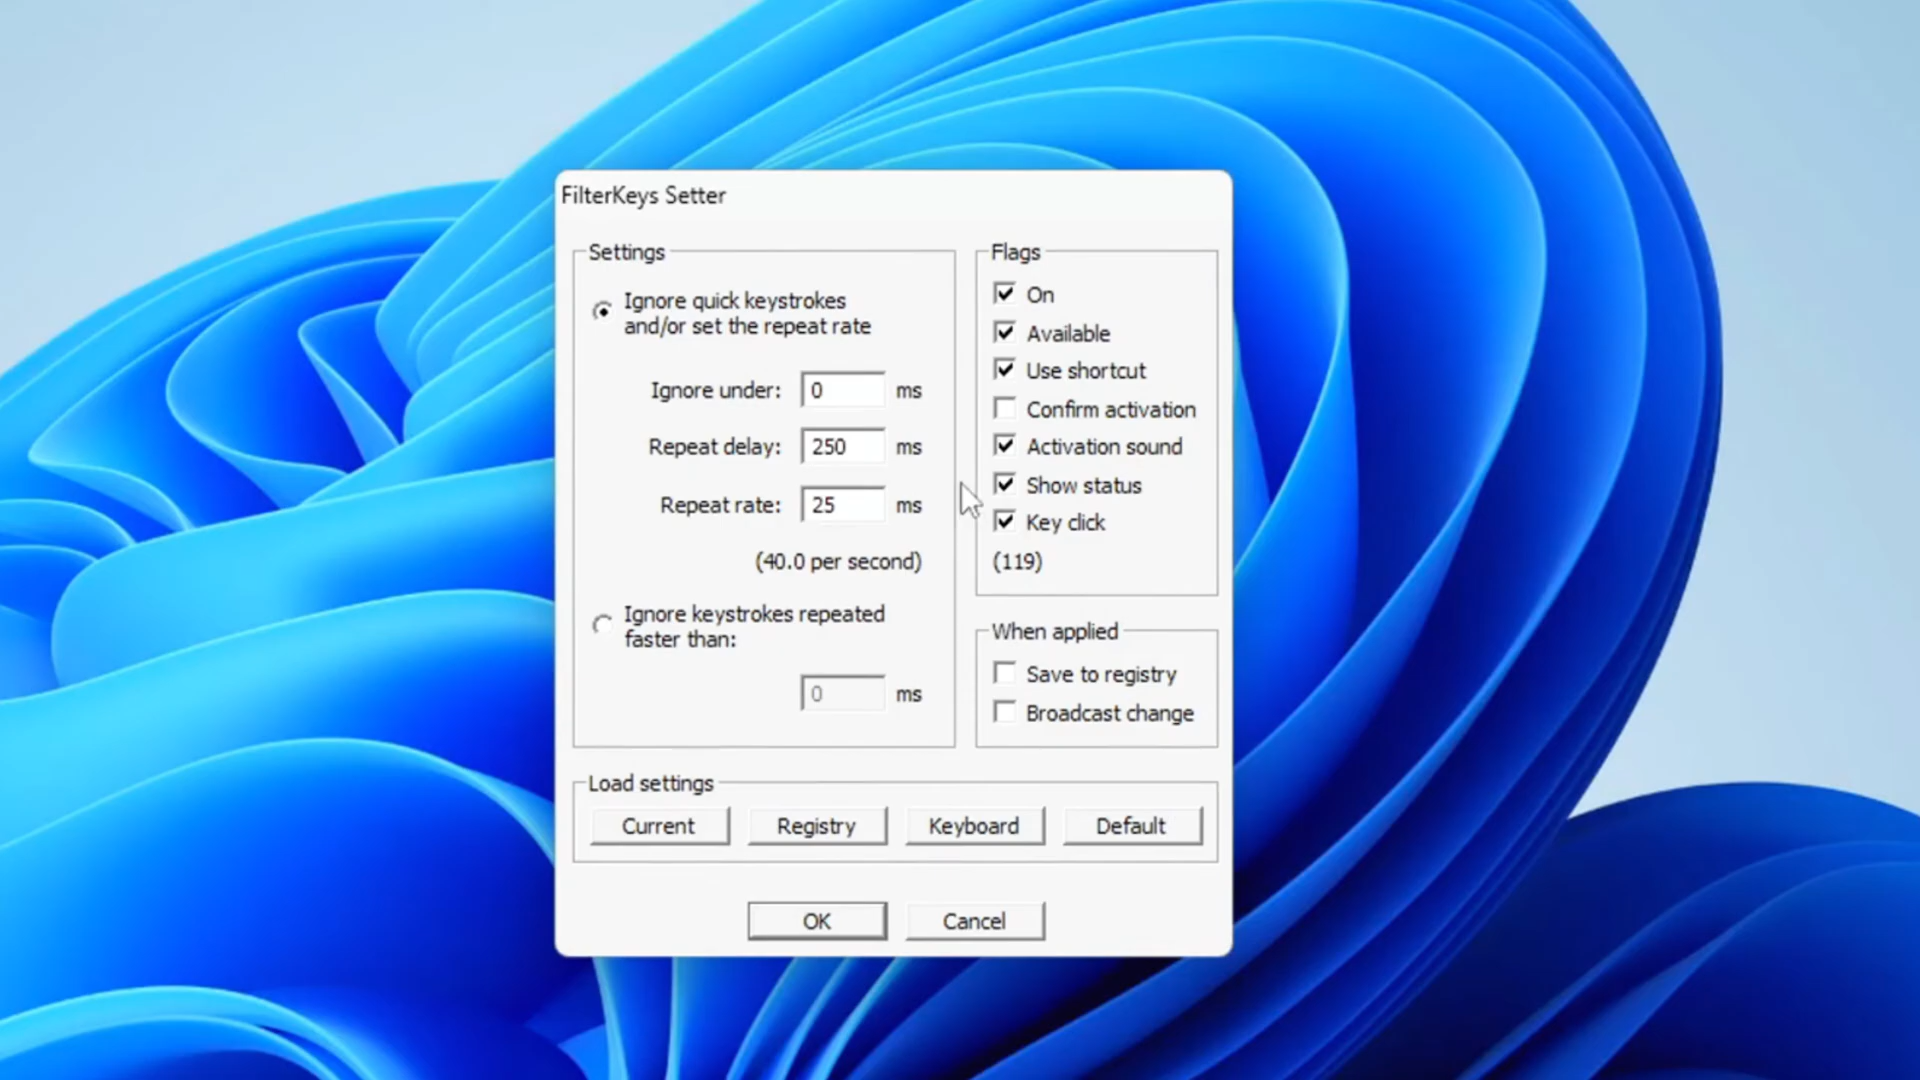 FilterKeys Setter
Settings
Ignore quick keystrokes
and/or set the repeat rate
Ignore under: 0 ms
Repeat delay: 250 ms
Repeat rate: 25 ms
(40.0 per second)
Ignore keystrokes repeated
faster than:
0 ms
Flags
On
Available
Use shortcut
Confirm activation
Activation sound
Show status
Key click
(119)
When applied
Save to registry
Broadcast change
Load settings
Current Registry Keyboard Default
OK Cancel